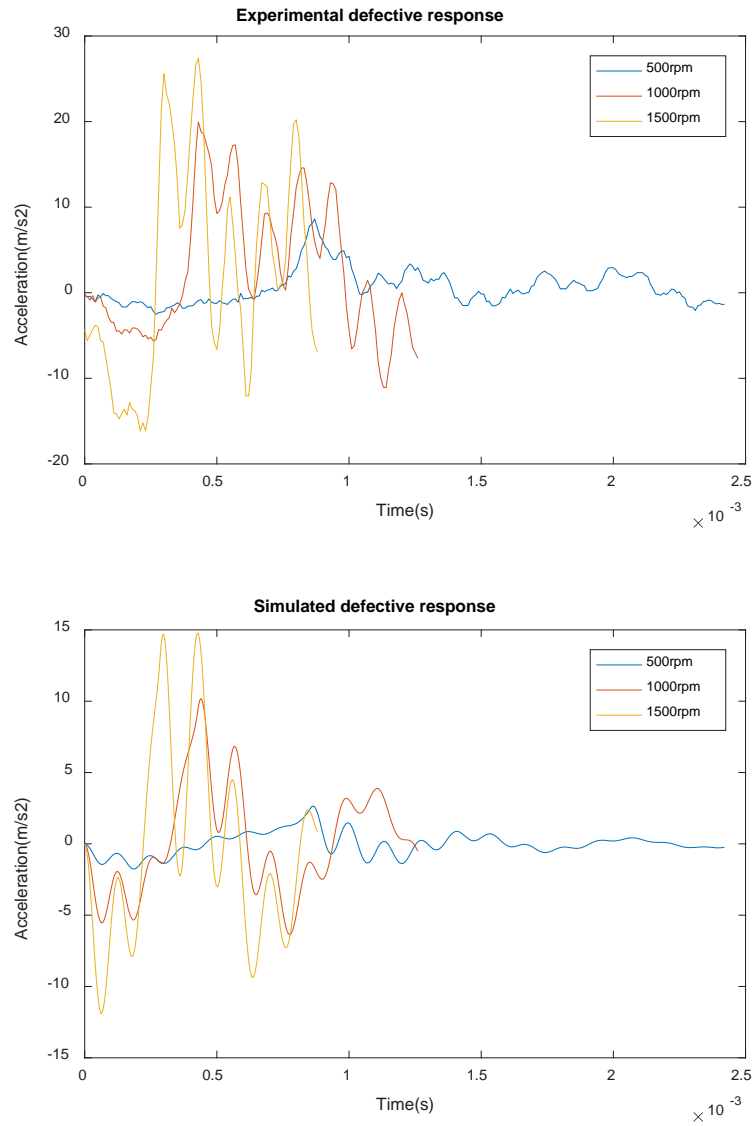 Experimental defective response
30
20
10
0
-10
-20
Acceleration(m/s2)
500rpm
1000rpm
1500rpm
0 0.5 1 1.5 2 2.5
Time(s)
× 10 -3
Simulated defective response
15
10
5
0
-5
-10
-15
Acceleration(m/s2)
500rpm
1000rpm
1500rpm
0 0.5 1 1.5 2 2.5
Time(s)
× 10 -3